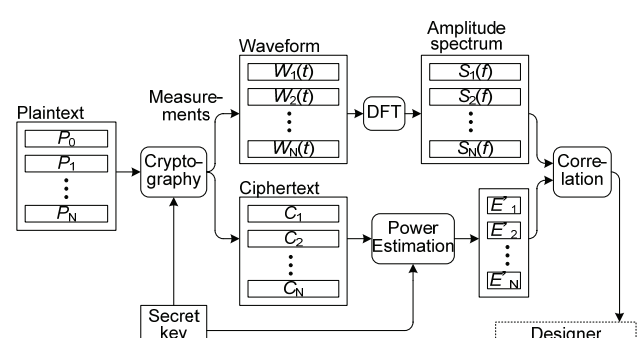 Plaintext
P0
P1
PN
Crypto-
graphy
Measure-
ments
Waveform
W1(t)
W2(t)
WN(t)
DFT
Amplitude
spectrum
S1(f)
S2(f)
SN(f)
Corre-
lation
Ciphertext
C1
C2
CN
Power
Estimation
E'1
E'2
E'N
Secret
key
Designer